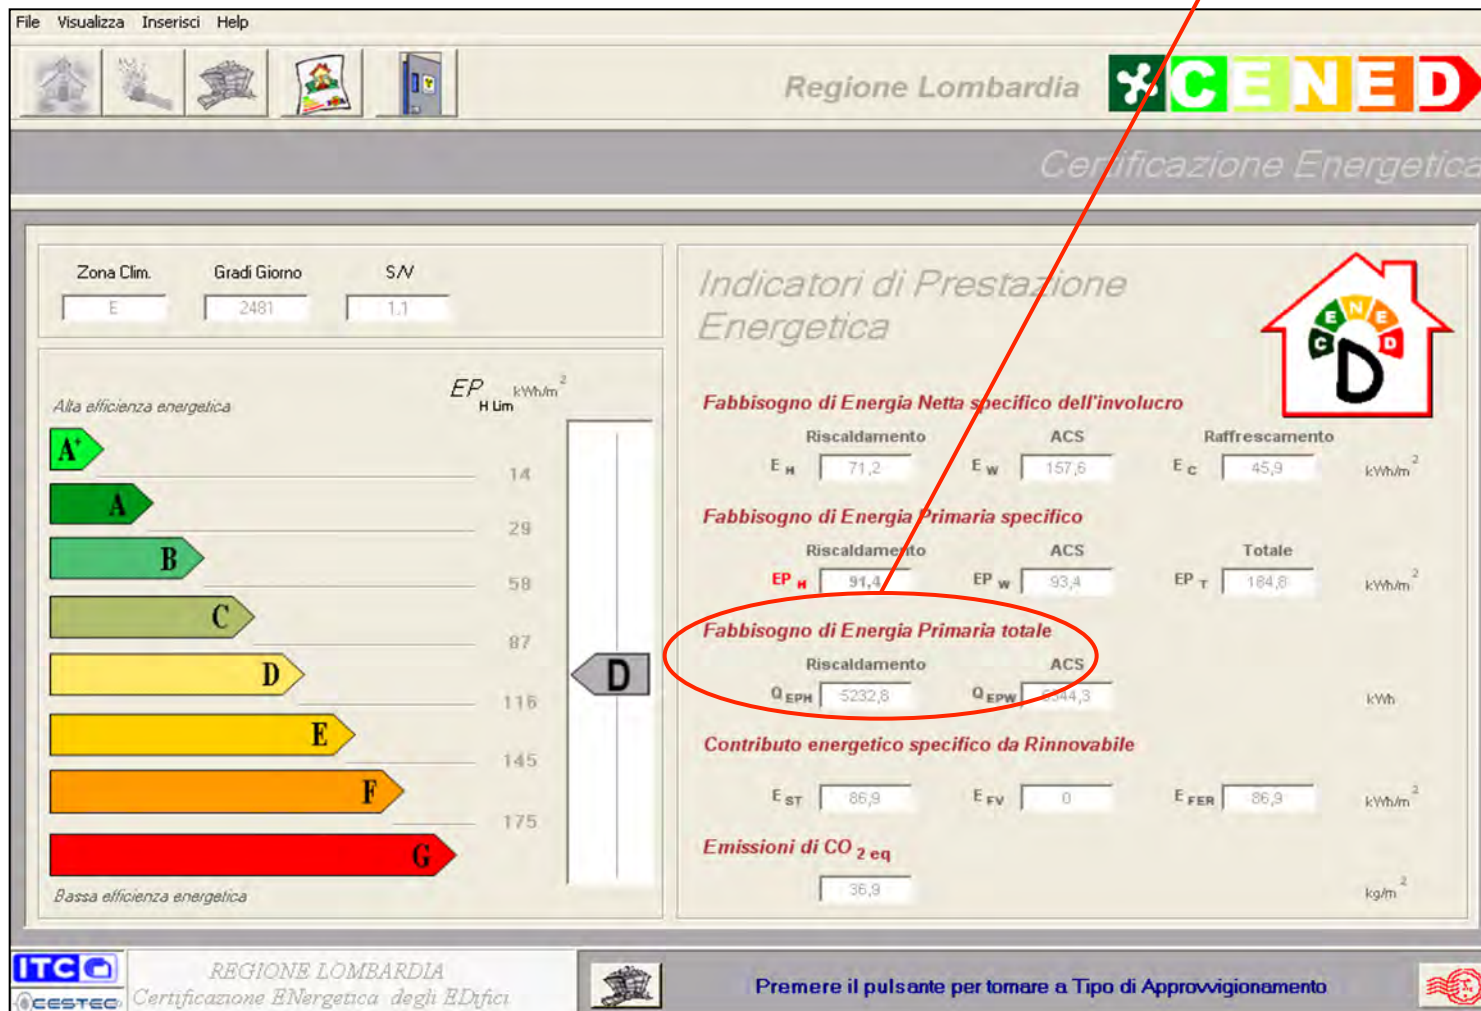 File Visualizza Inserisci Help
Regione Lombardia CENED
Certificazione Energetica
Zona Clim. Gradi Giorno S/V
E 2481 1.1
Alta efficienza energetica EP H Lim kWh/m2
A+
14
A
29
B
58
C
87
D
D
116
E
145
F
175
G
Bassa efficienza energetica
Indicatori di Prestazione
Energetica
CENED
D
Fabbisogno di Energia Netta specifico dell'involucro
Riscaldamento ACS Raffrescamento
E H 71,2 E W 157,6 E C 45,9 kWh/m2
Fabbisogno di Energia Primaria specifico
Riscaldamento ACS Totale
EP H 91,4 EP W 93,4 EP T 184,8 kWh/m2
Fabbisogno di Energia Primaria totale
Riscaldamento ACS
Q EPH 5232,8 Q EPW 5344,3 kWh
Contributo energetico specifico da Rinnovabile
E ST 86,9 E FV 0 E FER 86,9 kWh/m2
Emissioni di CO 2 eq
36,9 kg/m2
ITC
CESTEC
REGIONE LOMBARDIA
Certificazione ENergetica degli EDifici
Premere il pulsante per tornare a Tipo di Approvvigionamento